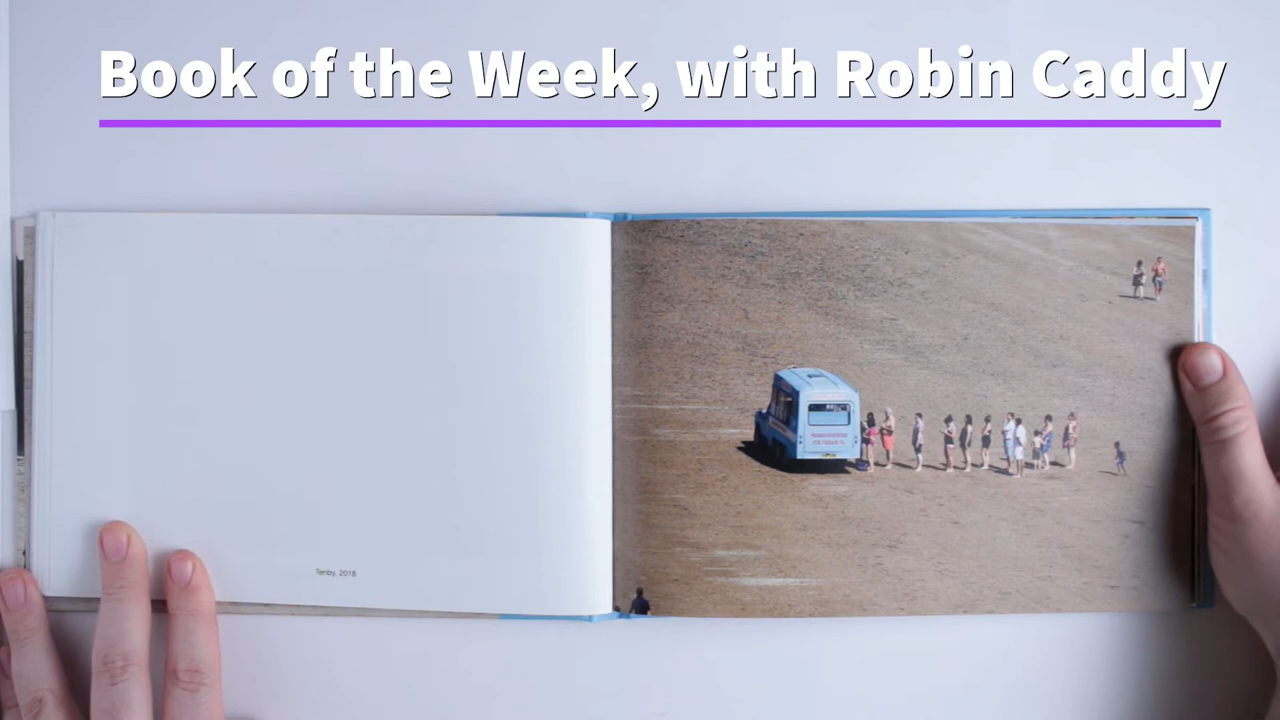 Book of the Week, with Robin Caddy
Tenby, 2018